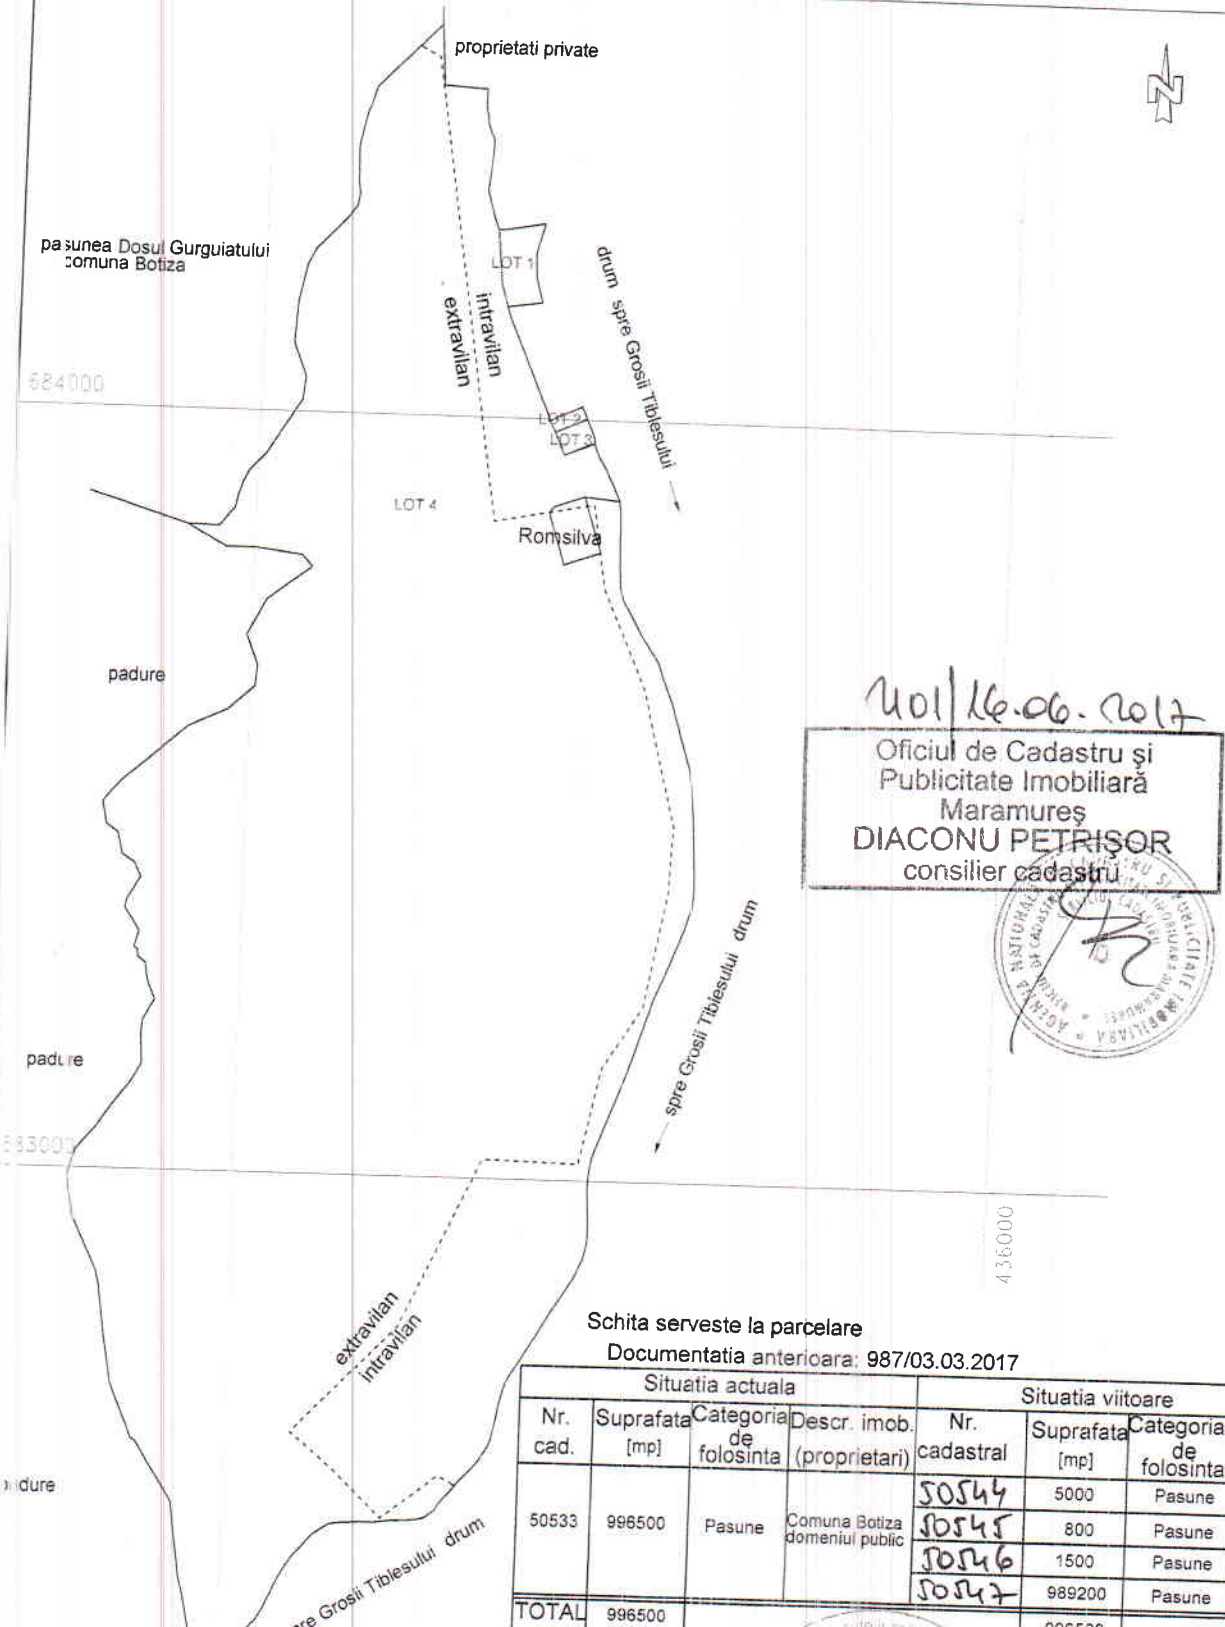 proprietati private
pasunea Dosul Gurguiatului
comuna Botiza
LOT 1
drum spre Grosii Tiblesului
intravilan
extravilan
684000
LOT 2
LOT 3
LOT 4
Romsilva
padure
401/16.06.2017
Oficiul de Cadastru şi
Publicitate Imobiliară
Maramureş
DIACONU PETRIŞOR
consilier cadastru
spre Grosii Tiblesului drum
padure
683000
436000
extravilan
intravilan
Schita serveste la parcelare
Documentatia anterioara: 987/03.03.2017
Situatia actuala Situatia viitoare
Nr. cad. Suprafata [mp] Categoria de folosinta Descr. imob. (proprietari) Nr. cadastral Suprafata [mp] Categoria de folosinta
50544 5000 Pasune
50533 996500 Pasune Comuna Botiza domeniul public 50545 800 Pasune
50546 1500 Pasune
50547 989200 Pasune
TOTAL 996500
padure
spre Grosii Tiblesului drum